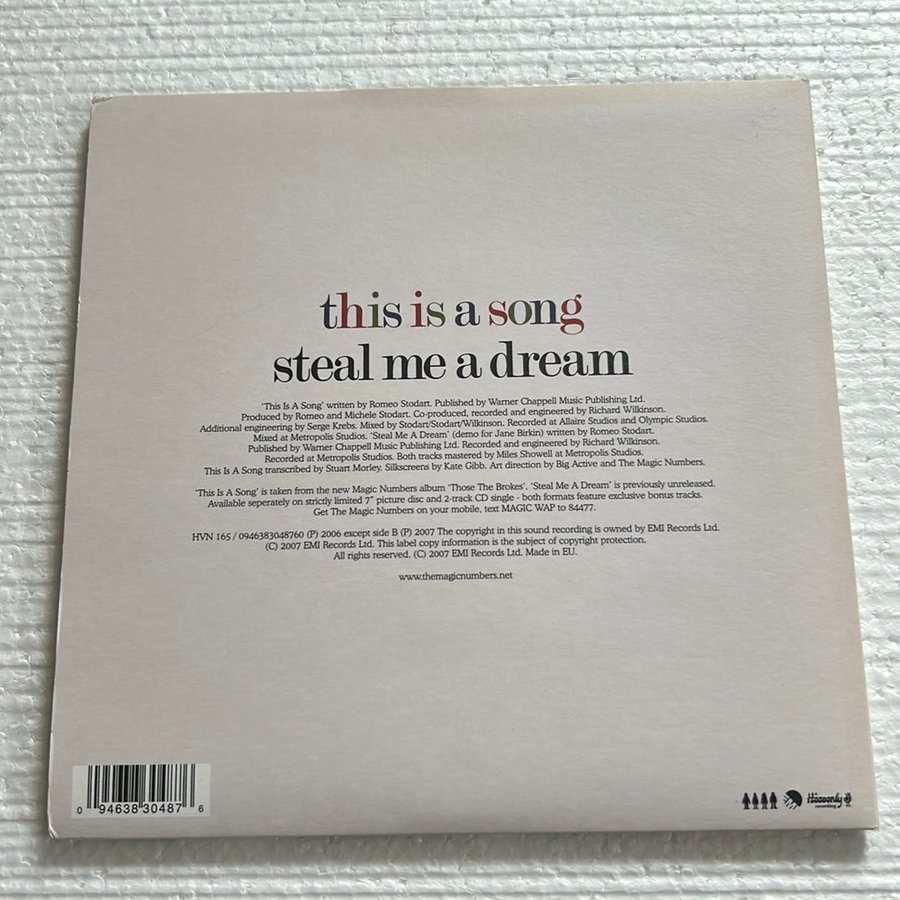 this is a song
steal me a dream
'This Is A Song' written by Romeo Stodart. Published by Warner Chappell Music Publishing Ltd.
Produced by Romeo and Michele Stodart. Co-produced, recorded and engineered by Richard Wilkinson.
Additional engineering by Serge Krebs. Mixed by Stodart/Stodart/Wilkinson. Recorded at Allaire Studios and Olympic Studios.
Mixed at Metropolis Studios. 'Steal Me A Dream' (demo for Jane Birkin) written by Romeo Stodart.
Published by Warner Chappell Music Publishing Ltd. Recorded and engineered by Richard Wilkinson.
Recorded at Metropolis Studios. Both tracks mastered by Miles Showell at Metropolis Studios.
This Is A Song transcribed by Stuart Morley. Silkscreens by Kate Gibb. Art direction by Big Active and The Magic Numbers.
'This Is A Song' is taken from the new Magic Numbers album 'Those The Brokes'. 'Steal Me A Dream' is previously unreleased.
Available seperately on strictly limited 7" picture disc and 2-track CD single - both formats feature exclusive bonus tracks.
Get The Magic Numbers on your mobile, text MAGIC WAP to 84477.
HVN 165 / 0946383048760 (P) 2006 except side B (P) 2007 The copyright in this sound recording is owned by EMI Records Ltd.
(C) 2007 EMI Records Ltd. This label copy information is the subject of copyright protection.
All rights reserved. (C) 2007 EMI Records Ltd. Made in EU.
www.themagicnumbers.net
0 94638 30487 6
Heavenly
recordings